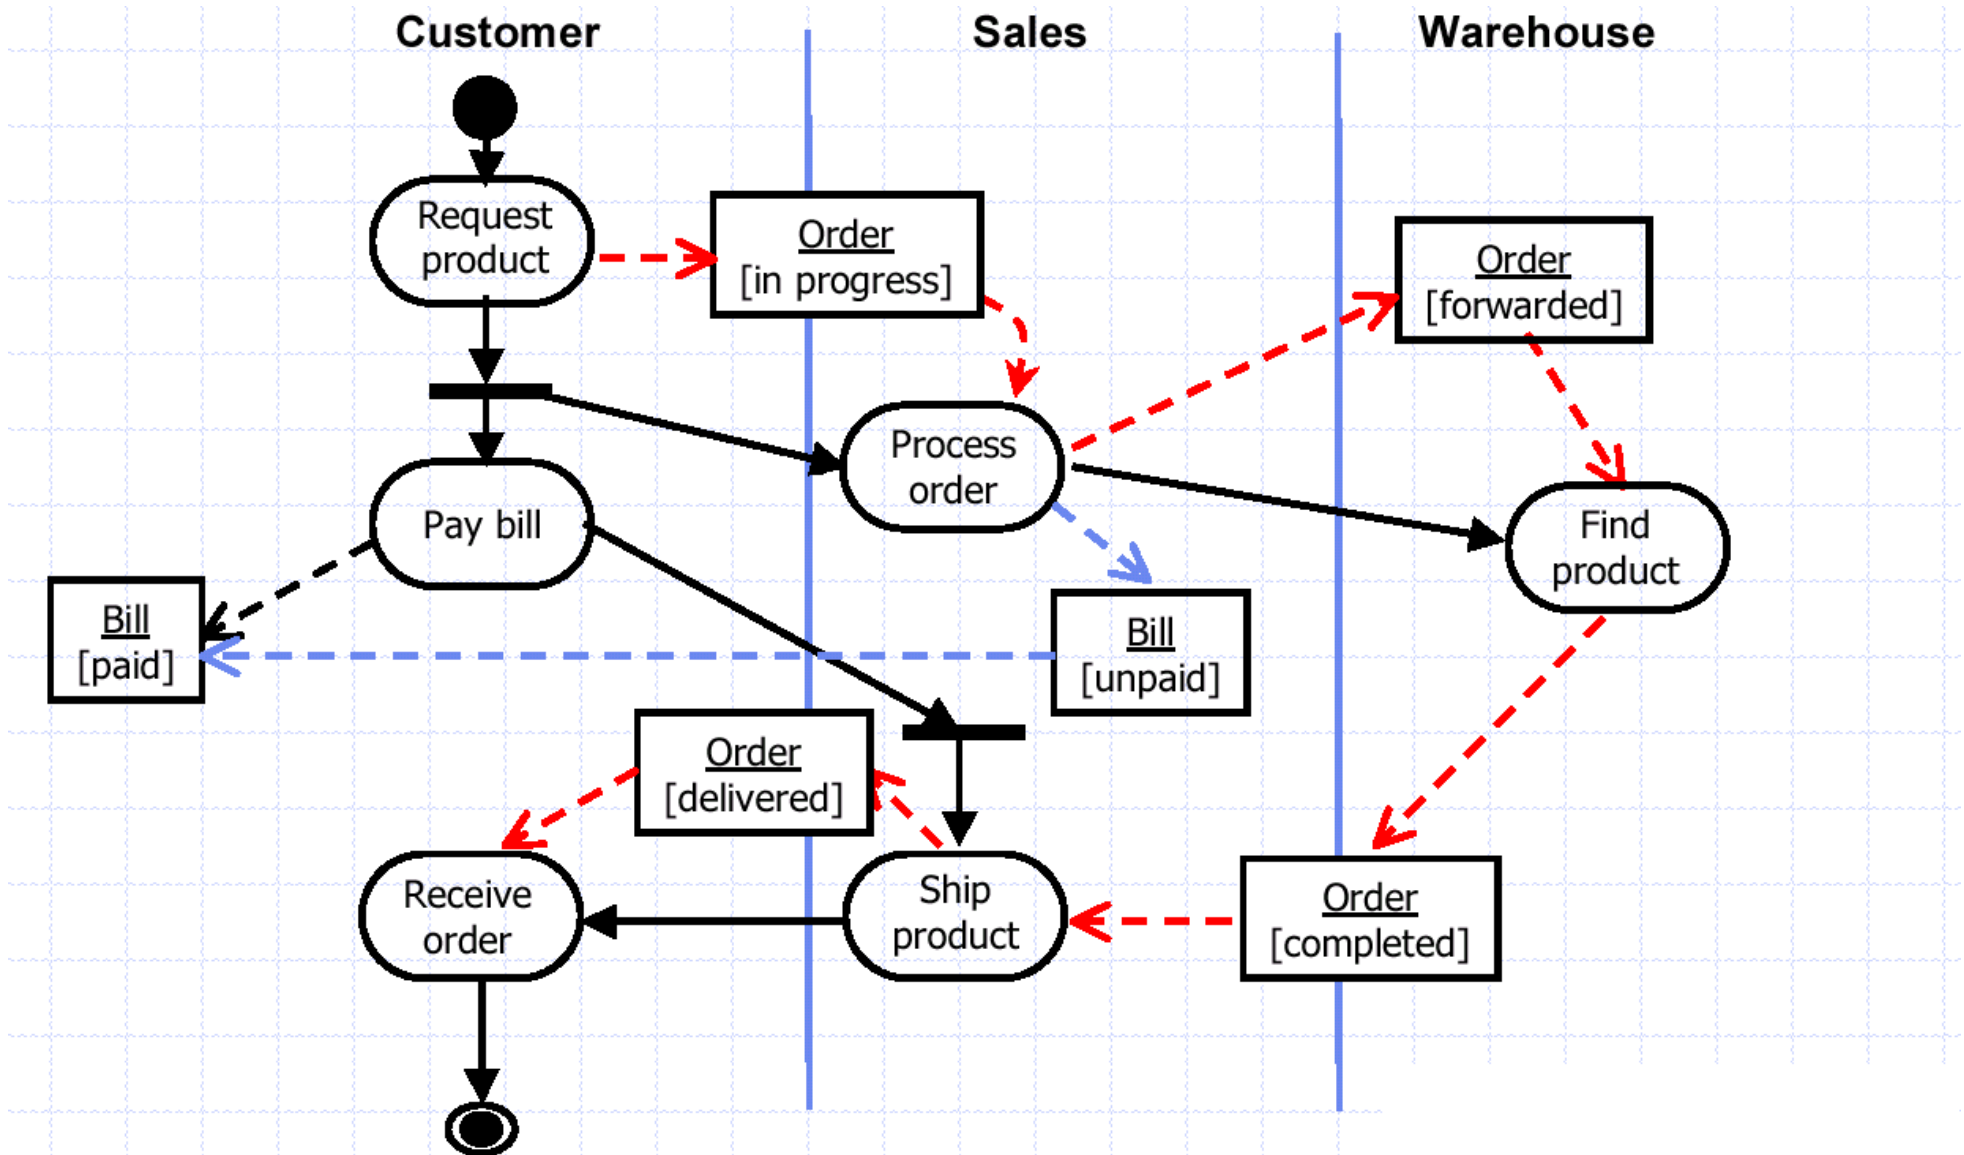 Customer
Sales
Warehouse
Request
product
Order
[in progress]
Order
[forwarded]
Process
order
Pay bill
Find
product
Bill
[paid]
Bill
[unpaid]
Order
[delivered]
Receive
order
Ship
product
Order
[completed]